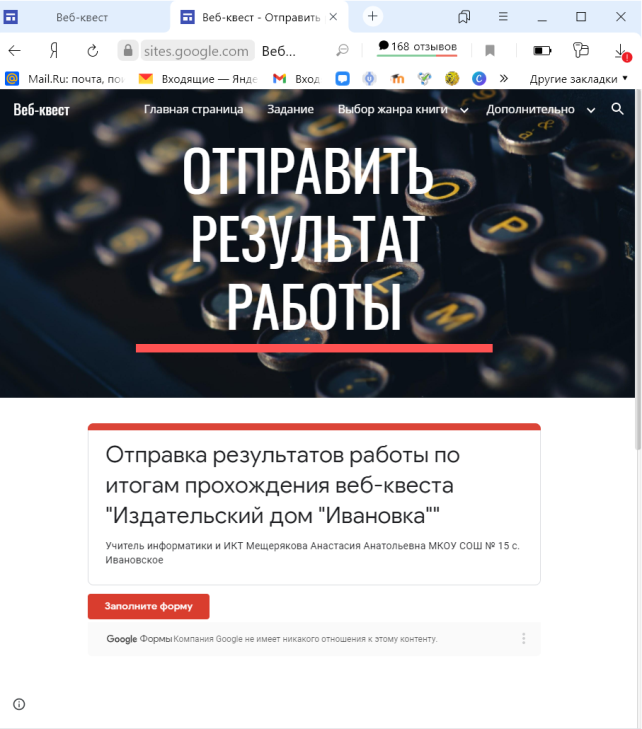 Веб-квест
Веб-квест - Отправить
sites.google.com Веб... 168 отзывов
Mail.Ru: почта, по Входящие — Янде Вход » Другие закладки
Веб-квест Главная страница Задание Выбор жанра книги Дополнительно
ОТПРАВИТЬ
РЕЗУЛЬТАТ
РАБОТЫ
Отправка результатов работы по
итогам прохождения веб-квеста
"Издательский дом "Ивановка""
Учитель информатики и ИКТ Мещерякова Анастасия Анатольевна МКОУ СОШ № 15 с.
Ивановское
Заполните форму
Google Формы Компания Google не имеет никакого отношения к этому контенту.